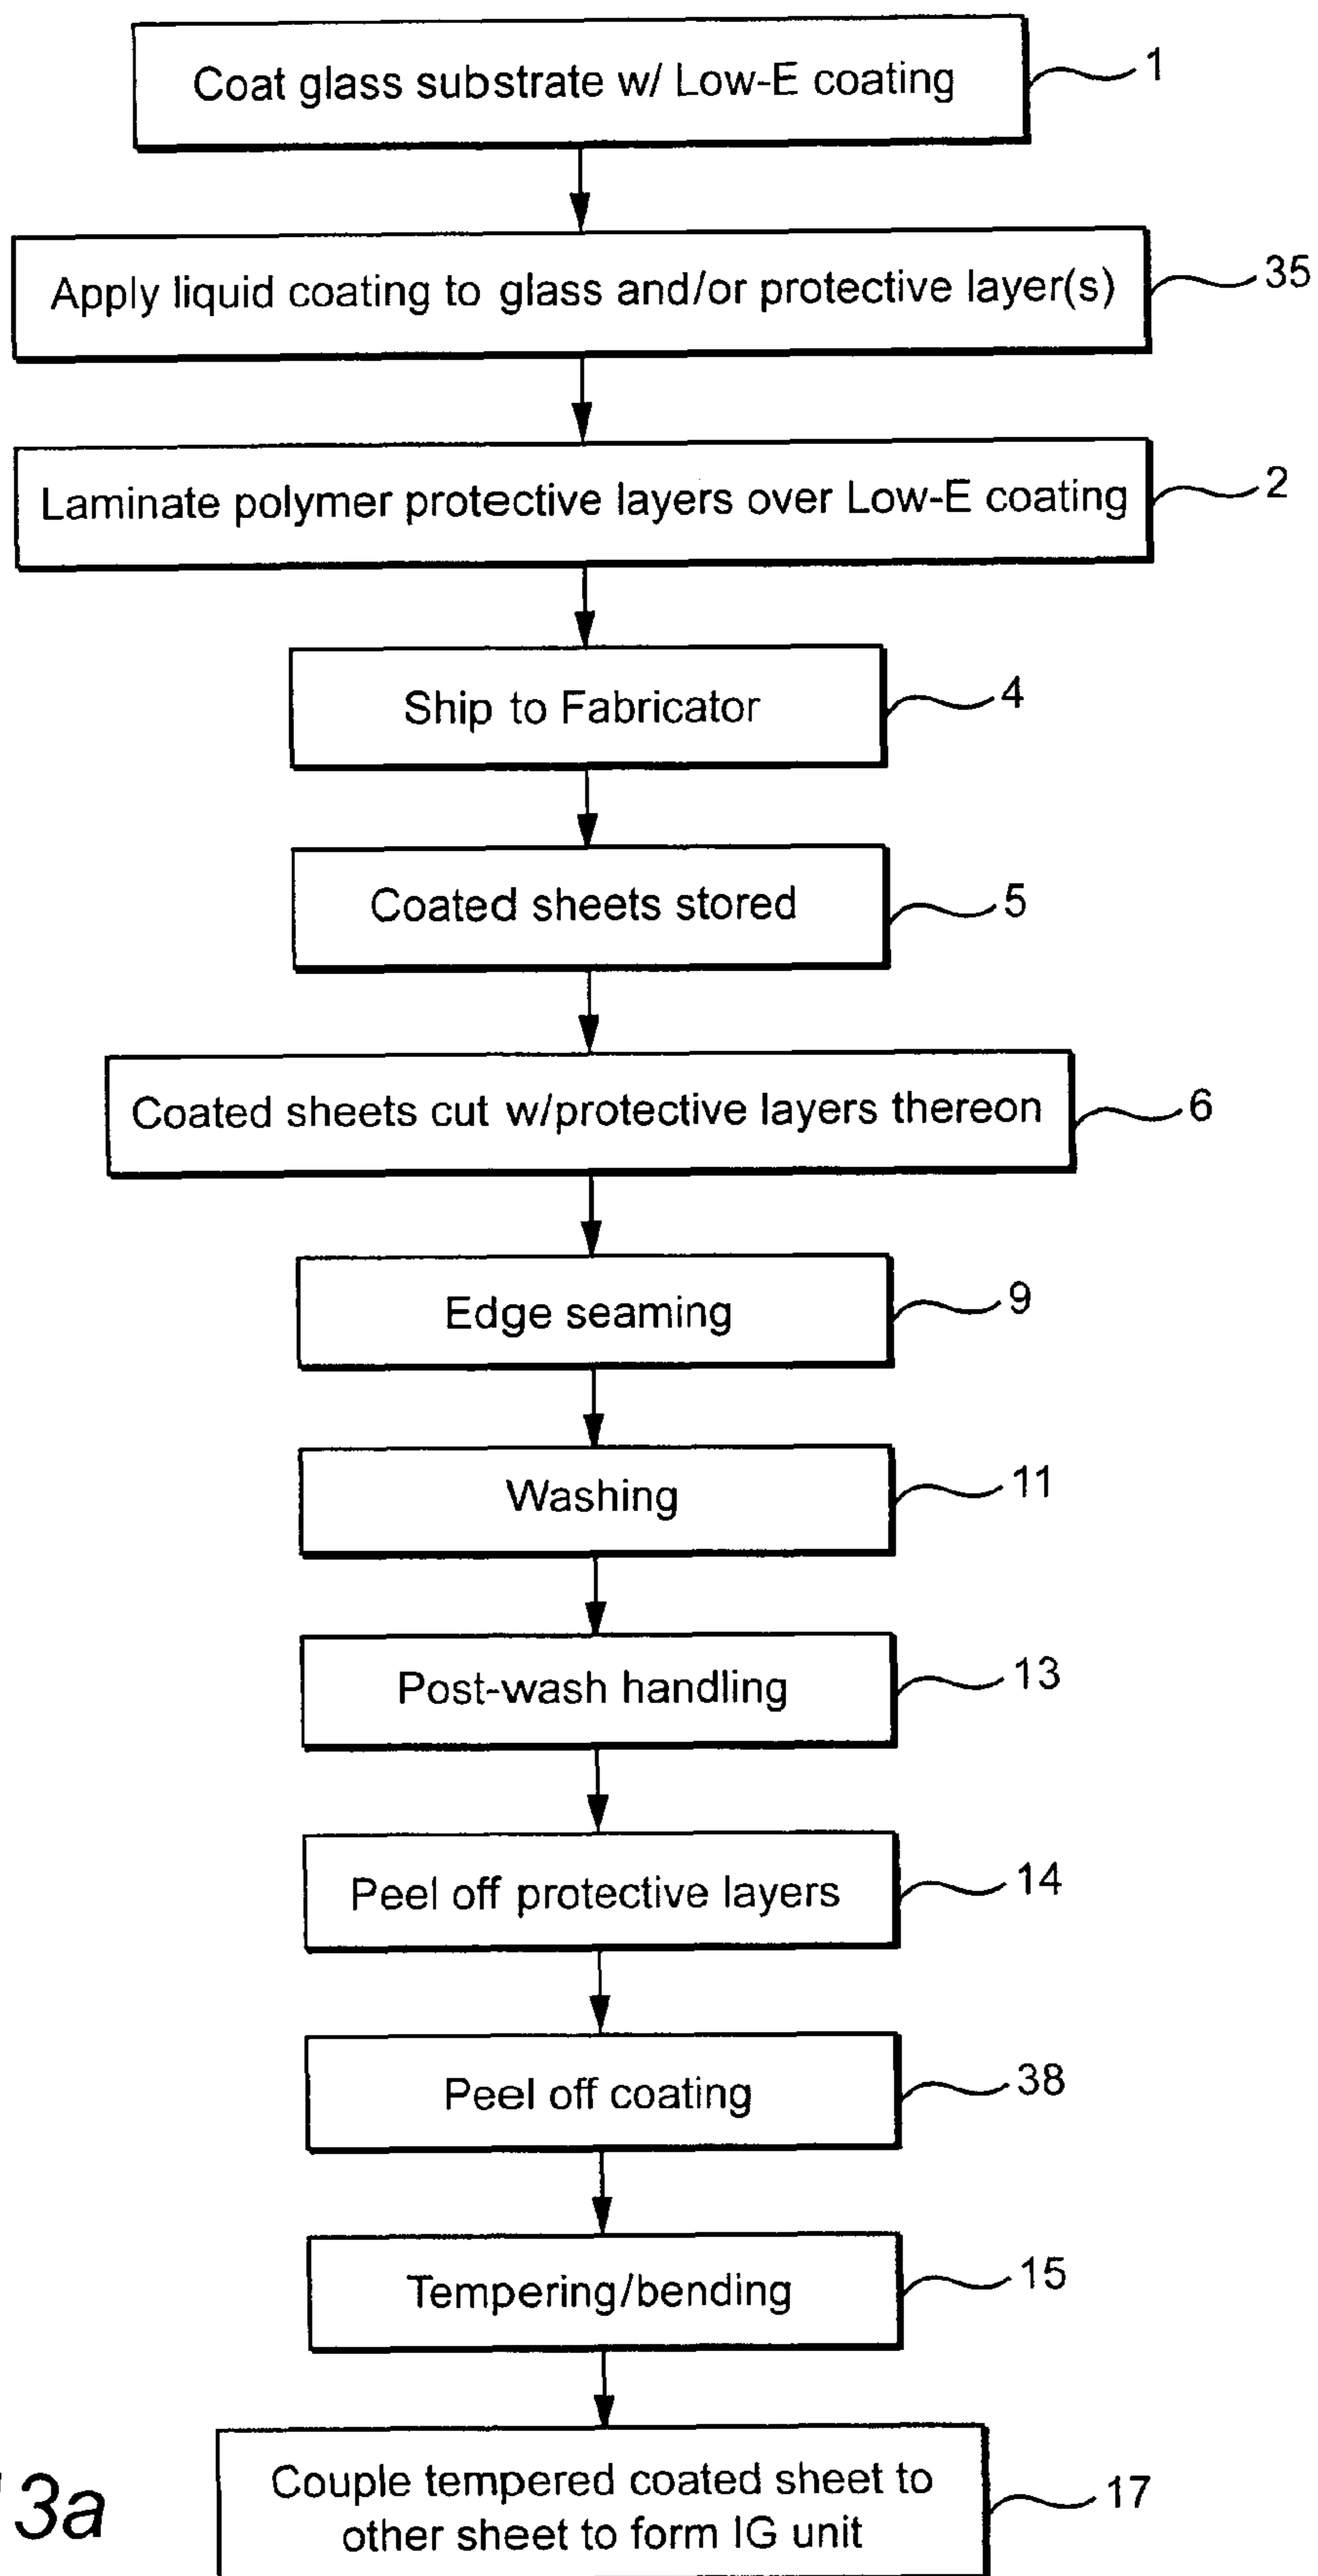 Coat glass substrate w/ Low-E coating
1
Apply liquid coating to glass and/or protective layer(s)
35
Laminate polymer protective layers over Low-E coating
2
Ship to Fabricator
4
Coated sheets stored
5
Coated sheets cut w/protective layers thereon
6
Edge seaming
9
Washing
11
Post-wash handling
13
Peel off protective layers
14
Peel off coating
38
Tempering/bending
15
Couple tempered coated sheet to
other sheet to form IG unit
17
3a